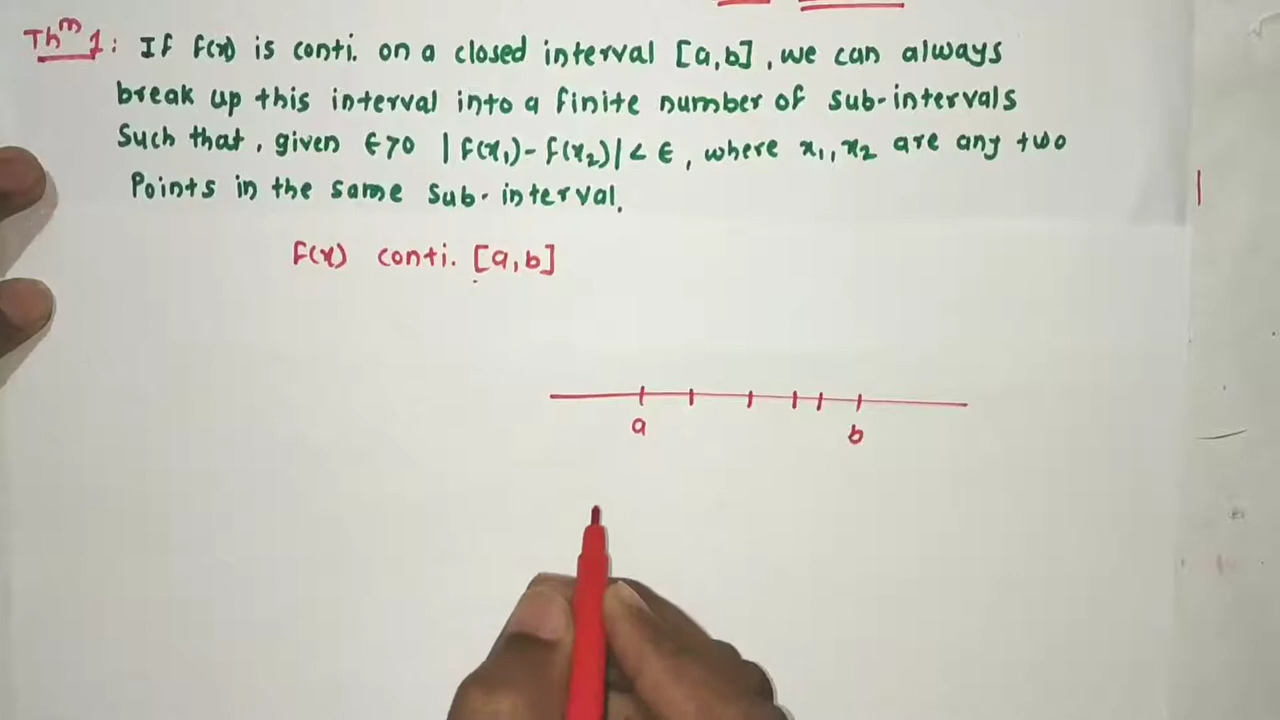 Thm 1: If f(x) is conti. on a closed interval [a,b], we can always
break up this interval into a finite number of sub-intervals
Such that, given ϵ>0 |f(x₁)-f(x₂)|<ϵ, where x₁,x₂ are any two
Points in the same sub-interval.
f(x) conti. [a,b]
a b